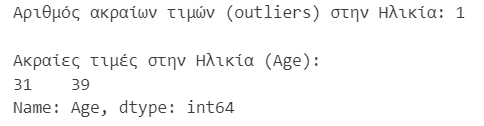 Αριθμός ακραίων τιμών (outliers) στην Ηλικία: 1
Ακραίες τιμές στην Ηλικία (Age):
31    39
Name: Age, dtype: int64